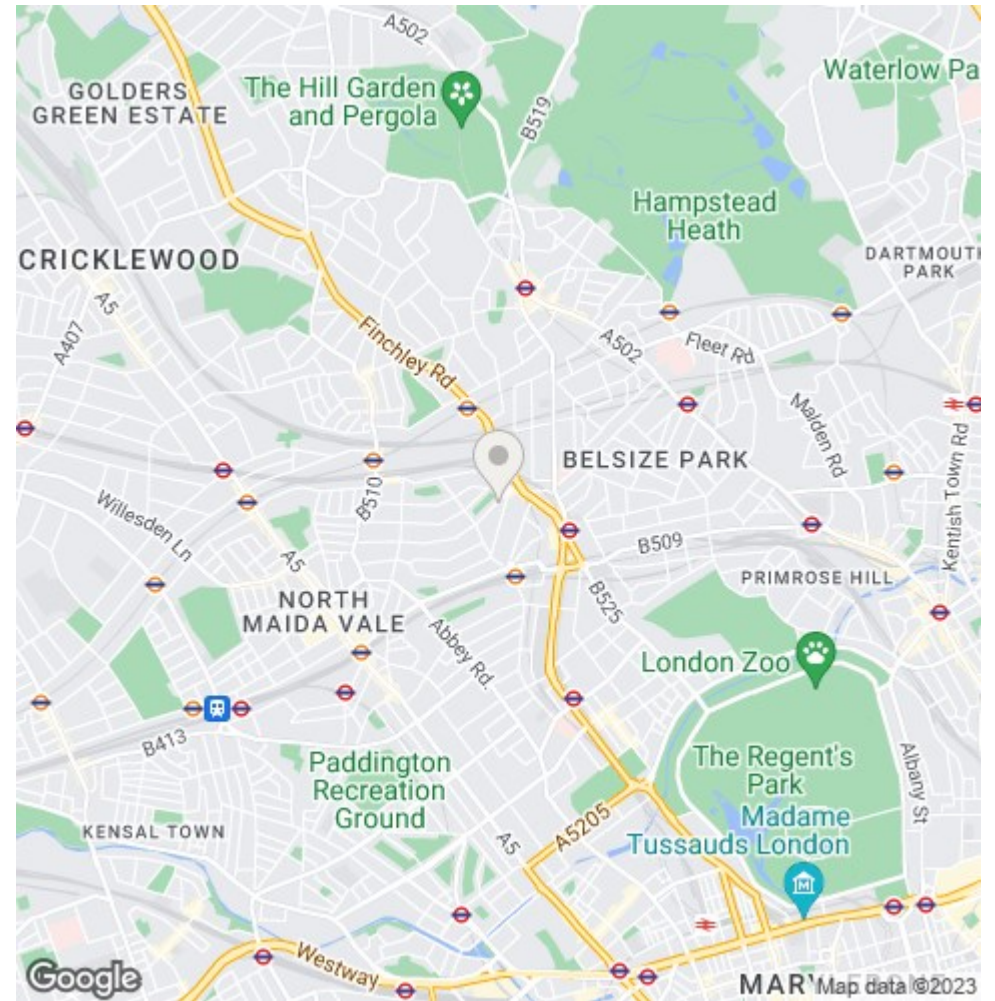 A502
GOLDERS
GREEN ESTATE
The Hill Garden
and Pergola
Waterlow Pa
B519
Hampstead
Heath
DARTMOUTH
PARK
CRICKLEWOOD
A5
A407
Finchley Rd
A502
Fleet Rd
Malden Rd
BELSIZE PARK
Kentish Town Rd
B510
Willesden Ln
A5
B509
PRIMROSE HILL
B525
NORTH
MAIDA VALE
Abbey Rd.
London Zoo
B413
The Regent's
Park
Albany St
Paddington
Recreation
Ground
Madame
Tussauds London
KENSAL TOWN
A5
A5205
Westway
Google
Map data ©2023